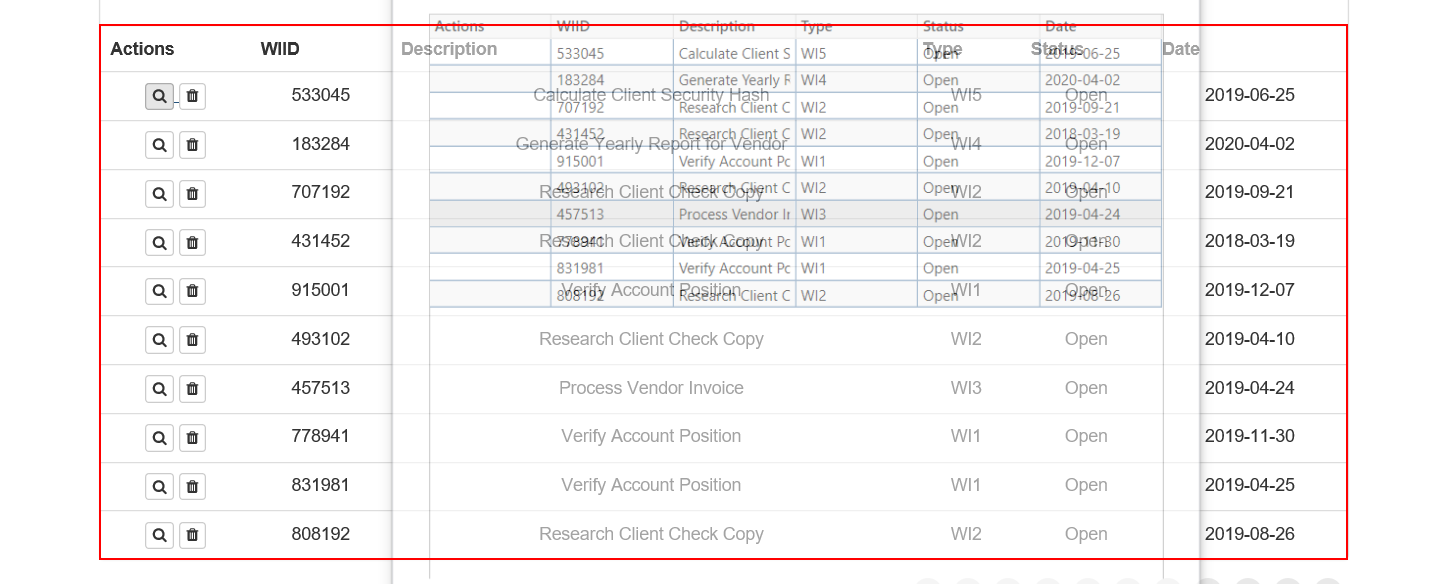 Actions WIID Description Type Status Date
Actions WIID Description Type Status Date
533045 Calculate Client S WI5 Open 2019-06-25
533045 Calculate Client Security Hash WI5 Open 2019-06-25
183284 Generate Yearly R WI4 Open 2020-04-02
707192 Research Client C WI2 Open 2019-09-21
183284 Generate Yearly Report for Vendor WI4 Open 2020-04-02
431452 Research Client C WI2 Open 2018-03-19
915001 Verify Account Pc WI1 Open 2019-12-07
707192 Research Client Check Copy WI2 Open 2019-09-21
493102 Research Client C WI2 Open 2019-04-10
457513 Process Vendor Ir WI3 Open 2019-04-24
431452 Research Client Check Copy WI2 Open 2018-03-19
778941 Verify Account Pc WI1 Open 2019-11-30
831981 Verify Account Pc WI1 Open 2019-04-25
915001 Verify Account Position WI1 Open 2019-12-07
808192 Research Client C WI2 Open 2019-08-26
493102 Research Client Check Copy WI2 Open 2019-04-10
457513 Process Vendor Invoice WI3 Open 2019-04-24
778941 Verify Account Position WI1 Open 2019-11-30
831981 Verify Account Position WI1 Open 2019-04-25
808192 Research Client Check Copy WI2 Open 2019-08-26